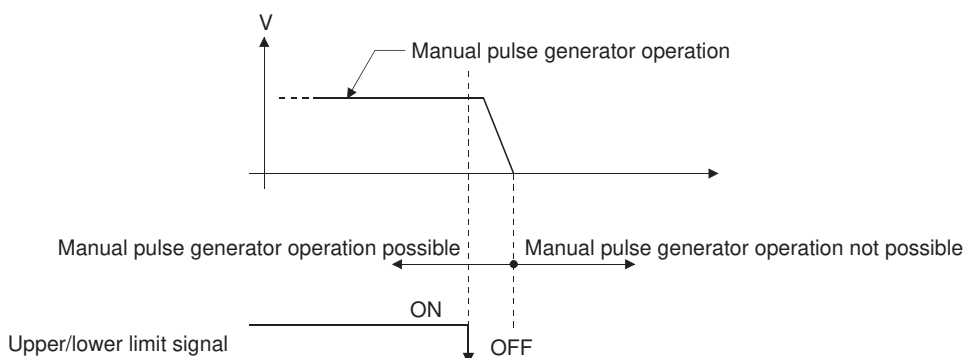 V
Manual pulse generator operation
Manual pulse generator operation possible
Manual pulse generator operation not possible
ON
Upper/lower limit signal
OFF